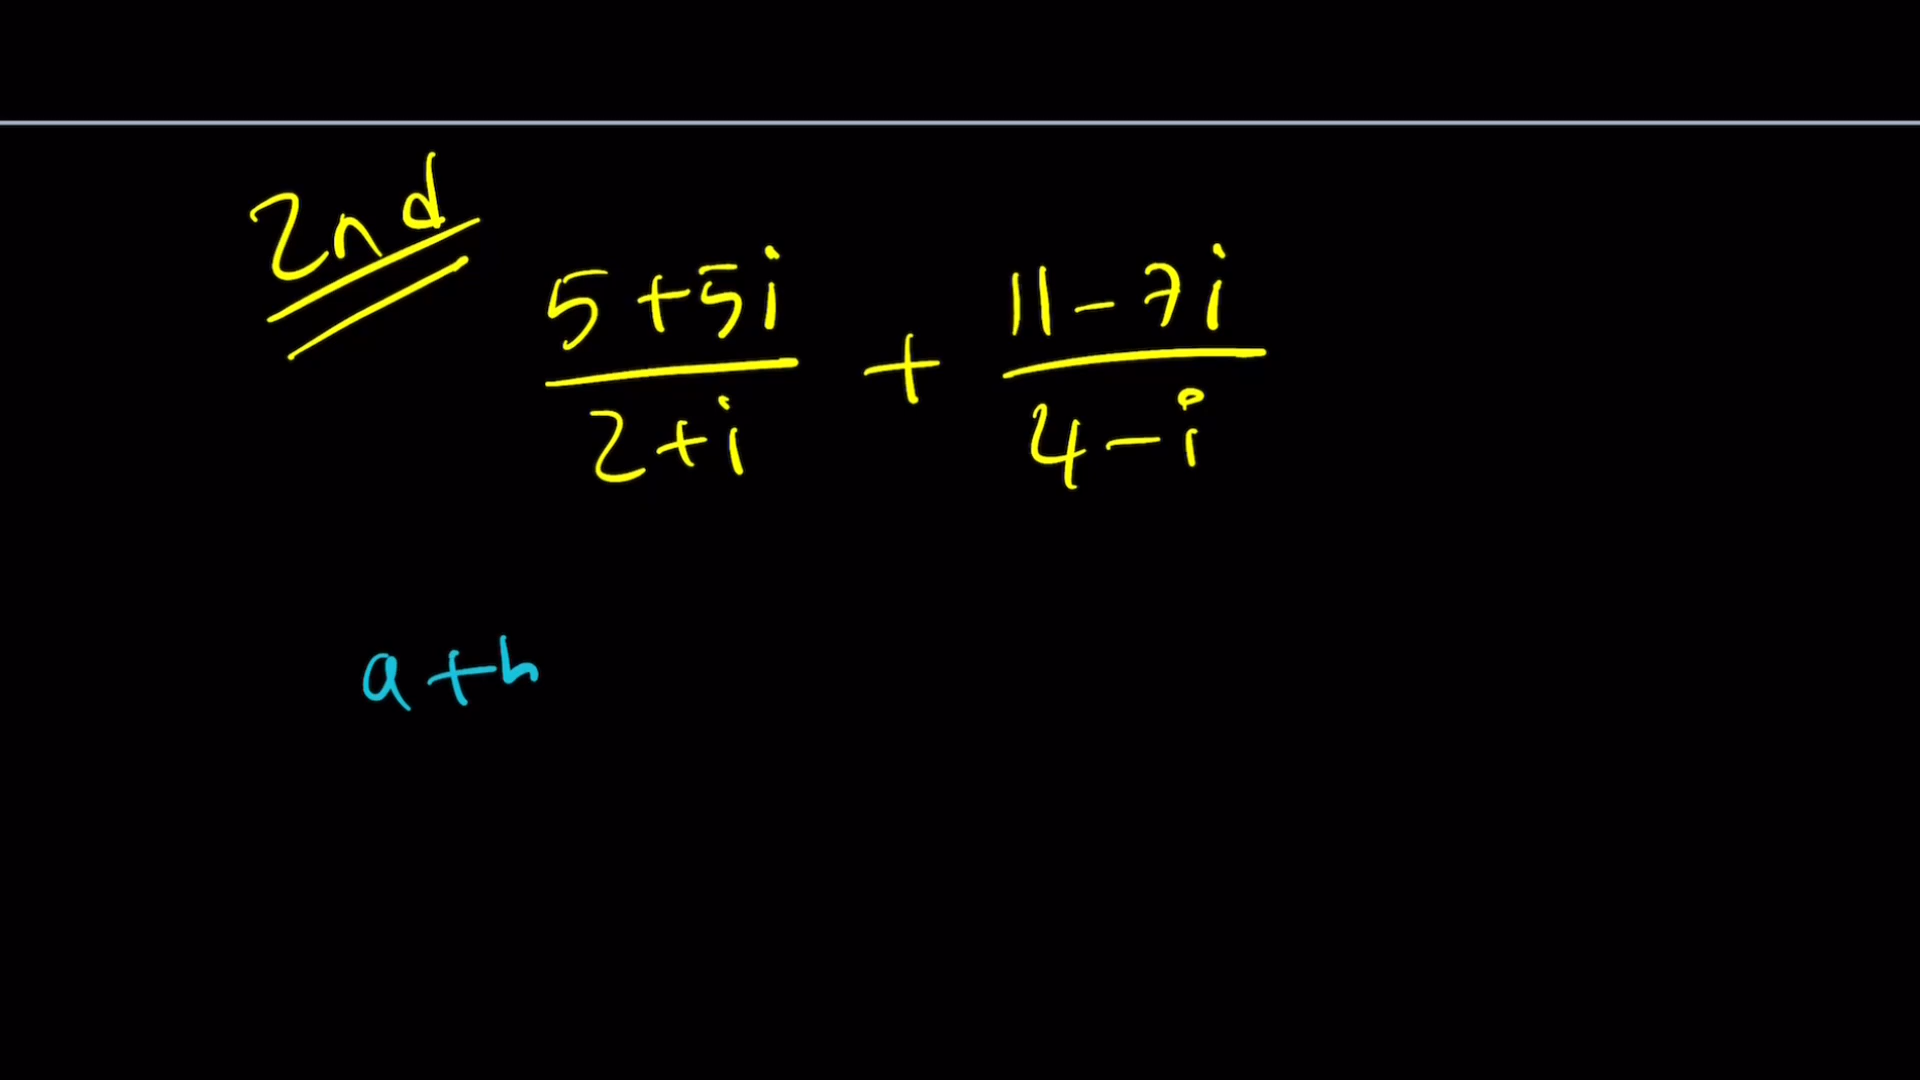 2nd
5+5i / 2+i + 11-7i / 4-i
a+b